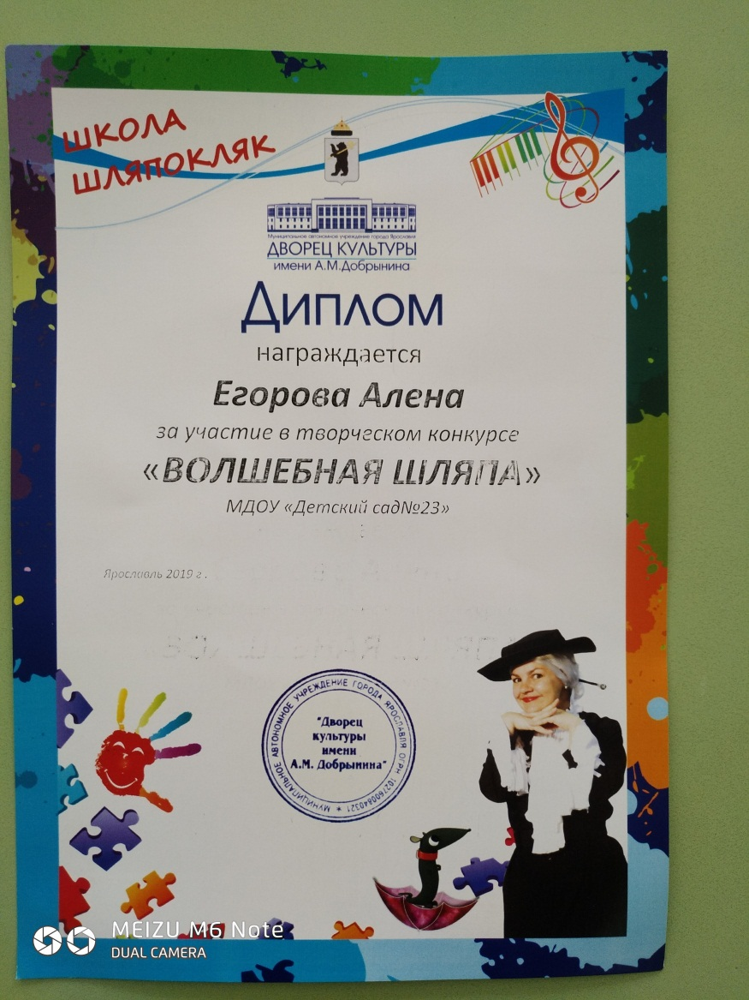 ШКОЛА
ШЛЯПОКЛЯК
Муниципальное автономное учреждение города Ярославля
ДВОРЕЦ КУЛЬТУРЫ
имени А.М.Добрынина
ДИПЛОМ
награждается
Егорова Алена
за участие в творческом конкурсе
«ВОЛШЕБНАЯ ШЛЯПА»
МДОУ «Детский сад№23»
Ярославль 2019 г.
МУНИЦИПАЛЬНОЕ АВТОНОМНОЕ УЧРЕЖДЕНИЕ ГОРОДА ЯРОСЛАВЛЯ ОГРН 1027600840321
"Дворец
культуры
имени
А.М. Добрынина"
MEIZU M6 Note
DUAL CAMERA